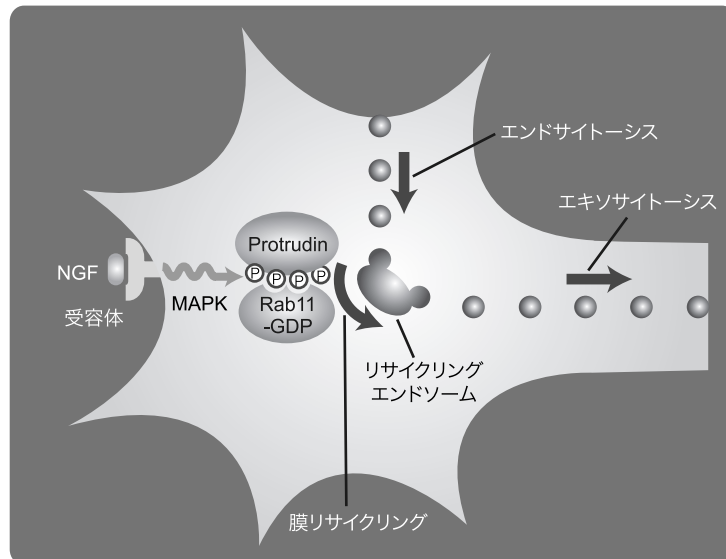 エンドサイトーシス
エキソサイトーシス
NGF
受容体
MAPK
Protrudin
P P P P
Rab11
-GDP
リサイクリング
エンドソーム
膜リサイクリング